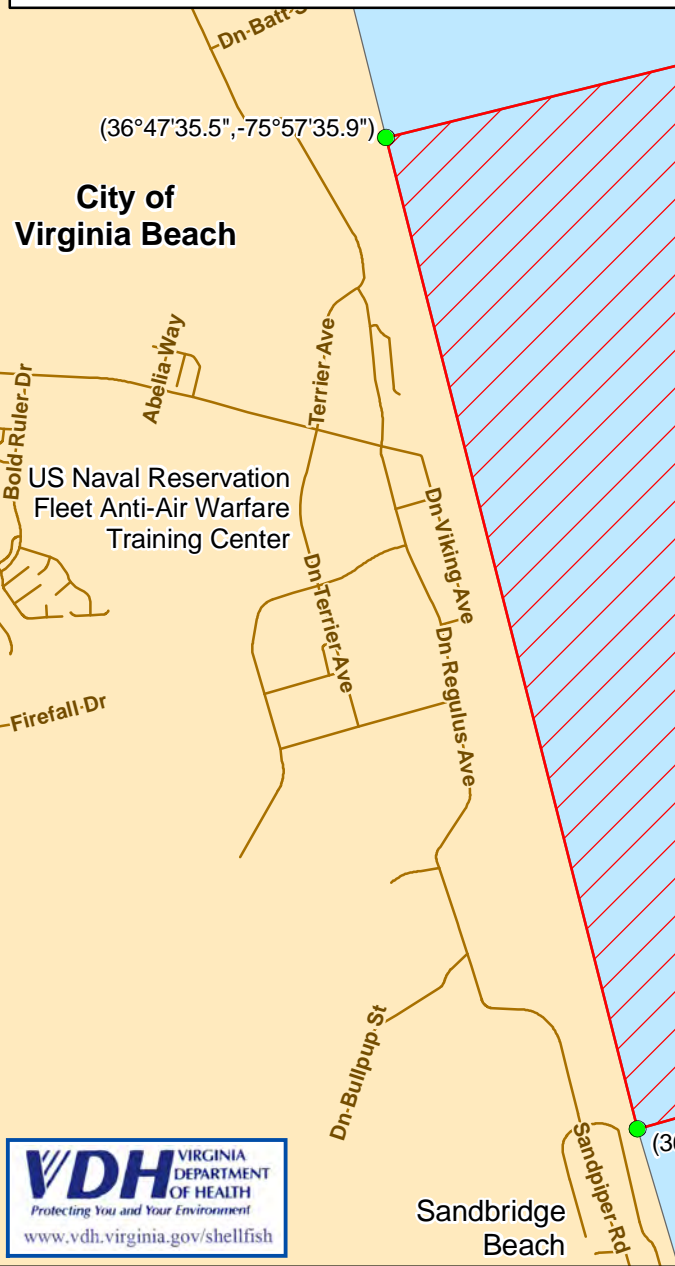 Dn-Batt-S
(36°47'35.5",-75°57'35.9")
City of
Virginia Beach
Abelia-Way
Terrier-Ave
Bold-Ruler-Dr
US Naval Reservation
Fleet Anti-Air Warfare
Training Center
Dn-Viking-Ave
Dn-Terrier-Ave
Dn-Regulus-Ave
Firefall-Dr
Dn-Bullpup-St
Sandpiper-Rd
(36
Sandbridge
Beach
VDH
VIRGINIA
DEPARTMENT
OF HEALTH
Protecting You and Your Environment
www.vdh.virginia.gov/shellfish